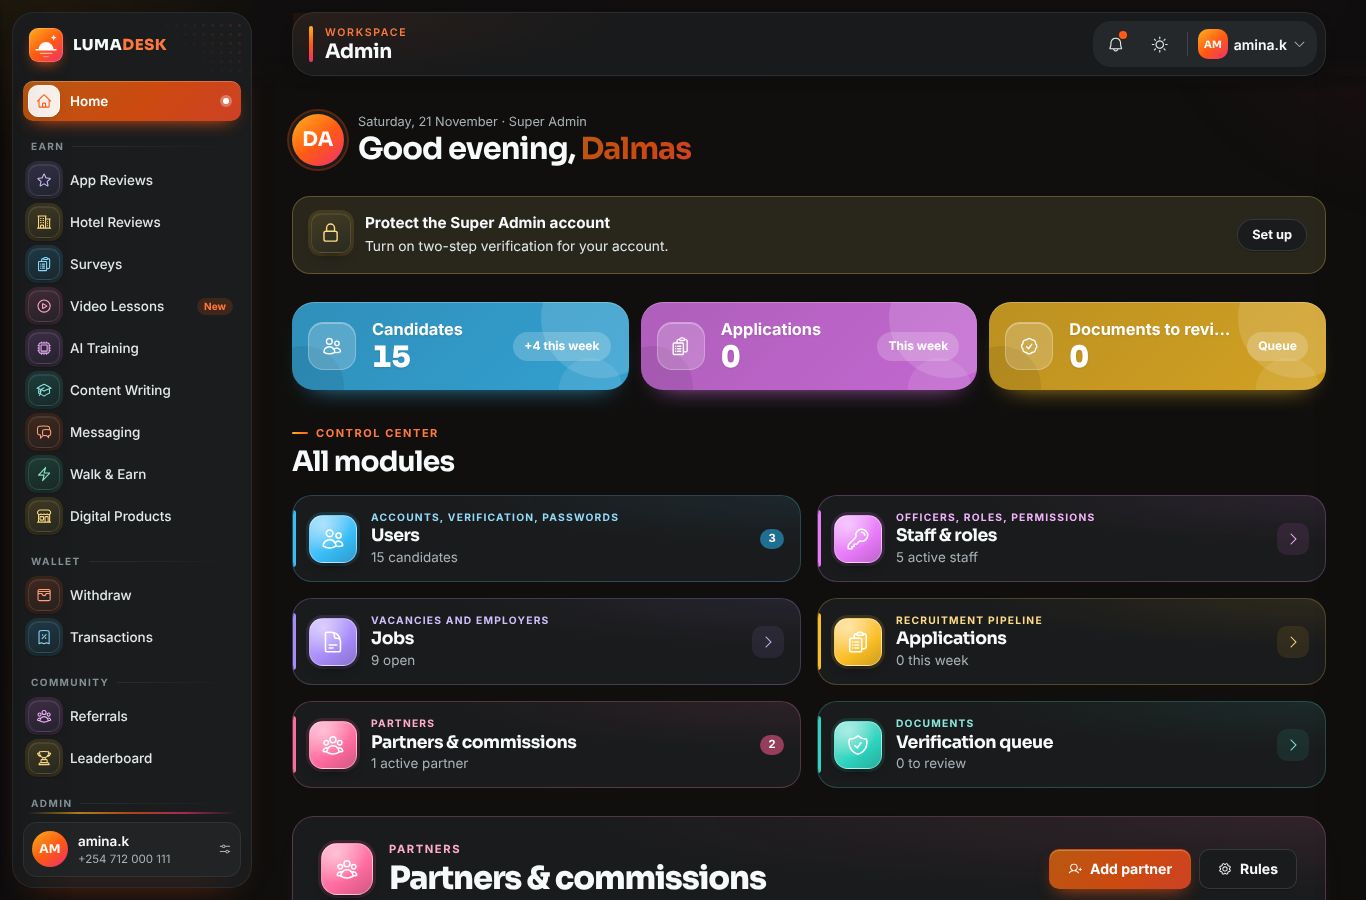 LUMADESK
Home
EARN
App Reviews
Hotel Reviews
Surveys
Video Lessons New
AI Training
Content Writing
Messaging
Walk & Earn
Digital Products
WALLET
Withdraw
Transactions
COMMUNITY
Referrals
Leaderboard
ADMIN
AM
amina.k
+254 712 000 111
WORKSPACE
Admin
AM amina.k
DA
Saturday, 21 November · Super Admin
Good evening, Dalmas
Protect the Super Admin account
Turn on two-step verification for your account.
Set up
Candidates
15
+4 this week
Applications
0
This week
Documents to revi...
0
Queue
CONTROL CENTER
All modules
ACCOUNTS, VERIFICATION, PASSWORDS
Users
15 candidates
3
OFFICERS, ROLES, PERMISSIONS
Staff & roles
5 active staff
VACANCIES AND EMPLOYERS
Jobs
9 open
RECRUITMENT PIPELINE
Applications
0 this week
PARTNERS
Partners & commissions
1 active partner
2
DOCUMENTS
Verification queue
0 to review
PARTNERS
Partners & commissions
Add partner
Rules